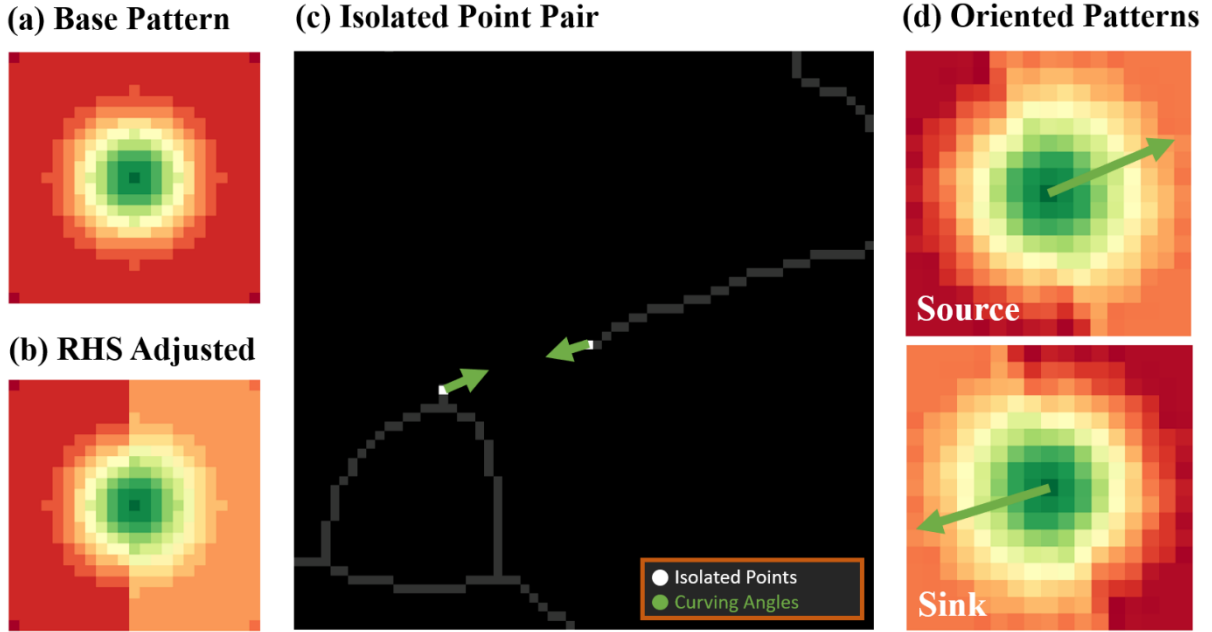 (a) Base Pattern
(b) RHS Adjusted
(c) Isolated Point Pair
Isolated Points
Curving Angles
(d) Oriented Patterns
Source
Sink